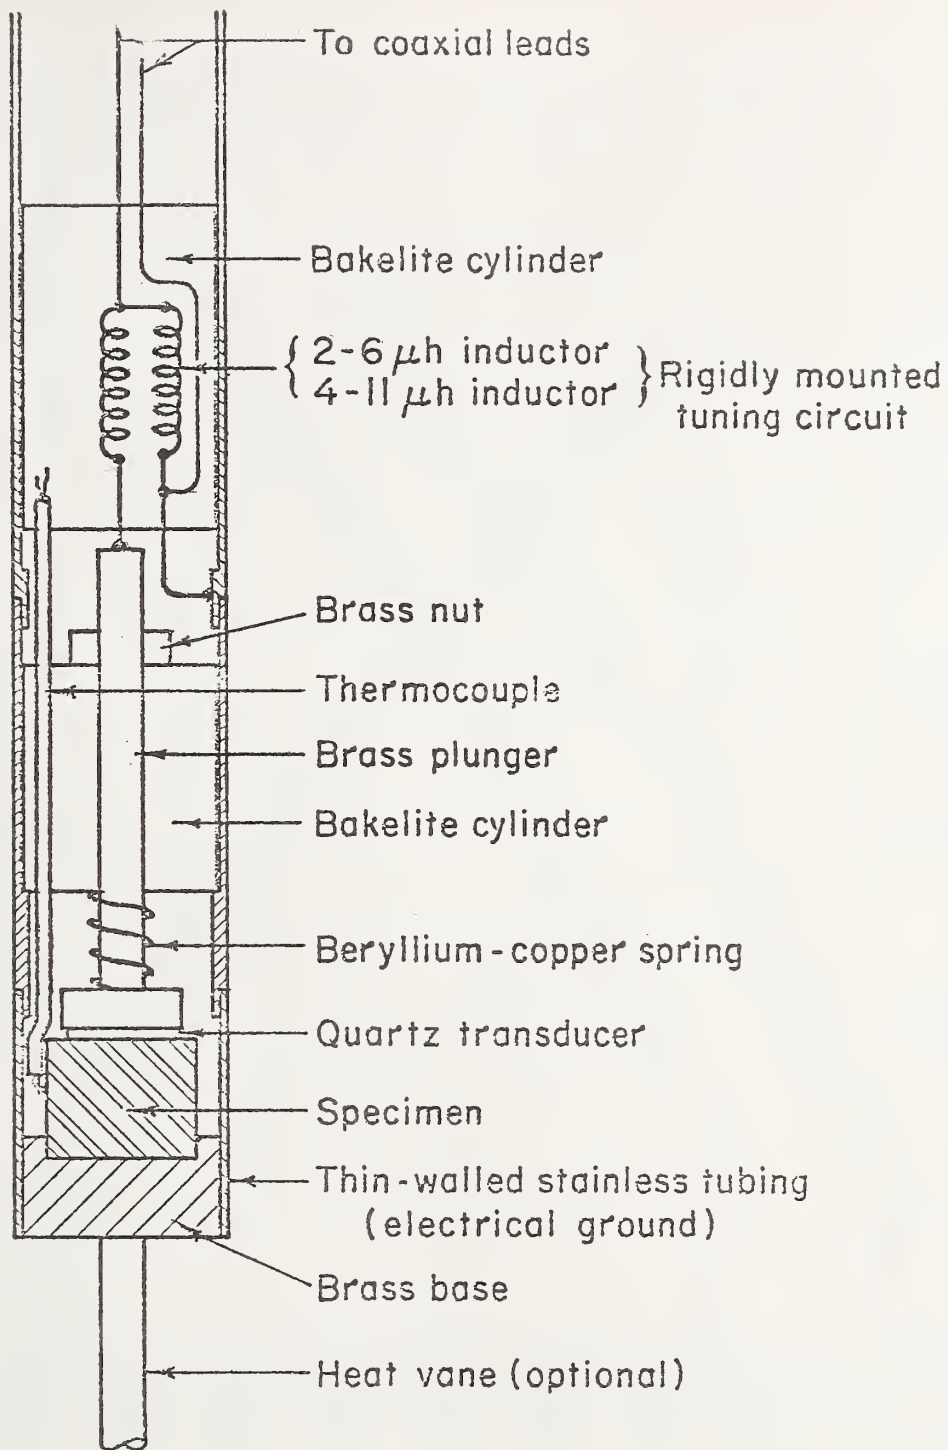 To coaxial leads
Bakelite cylinder
2-6 μh inductor
4-11 μh inductor
Rigidly mounted
tuning circuit
Brass nut
Thermocouple
Brass plunger
Bakelite cylinder
Beryllium-copper spring
Quartz transducer
Specimen
Thin-walled stainless tubing
(electrical ground)
Brass base
Heat vane (optional)